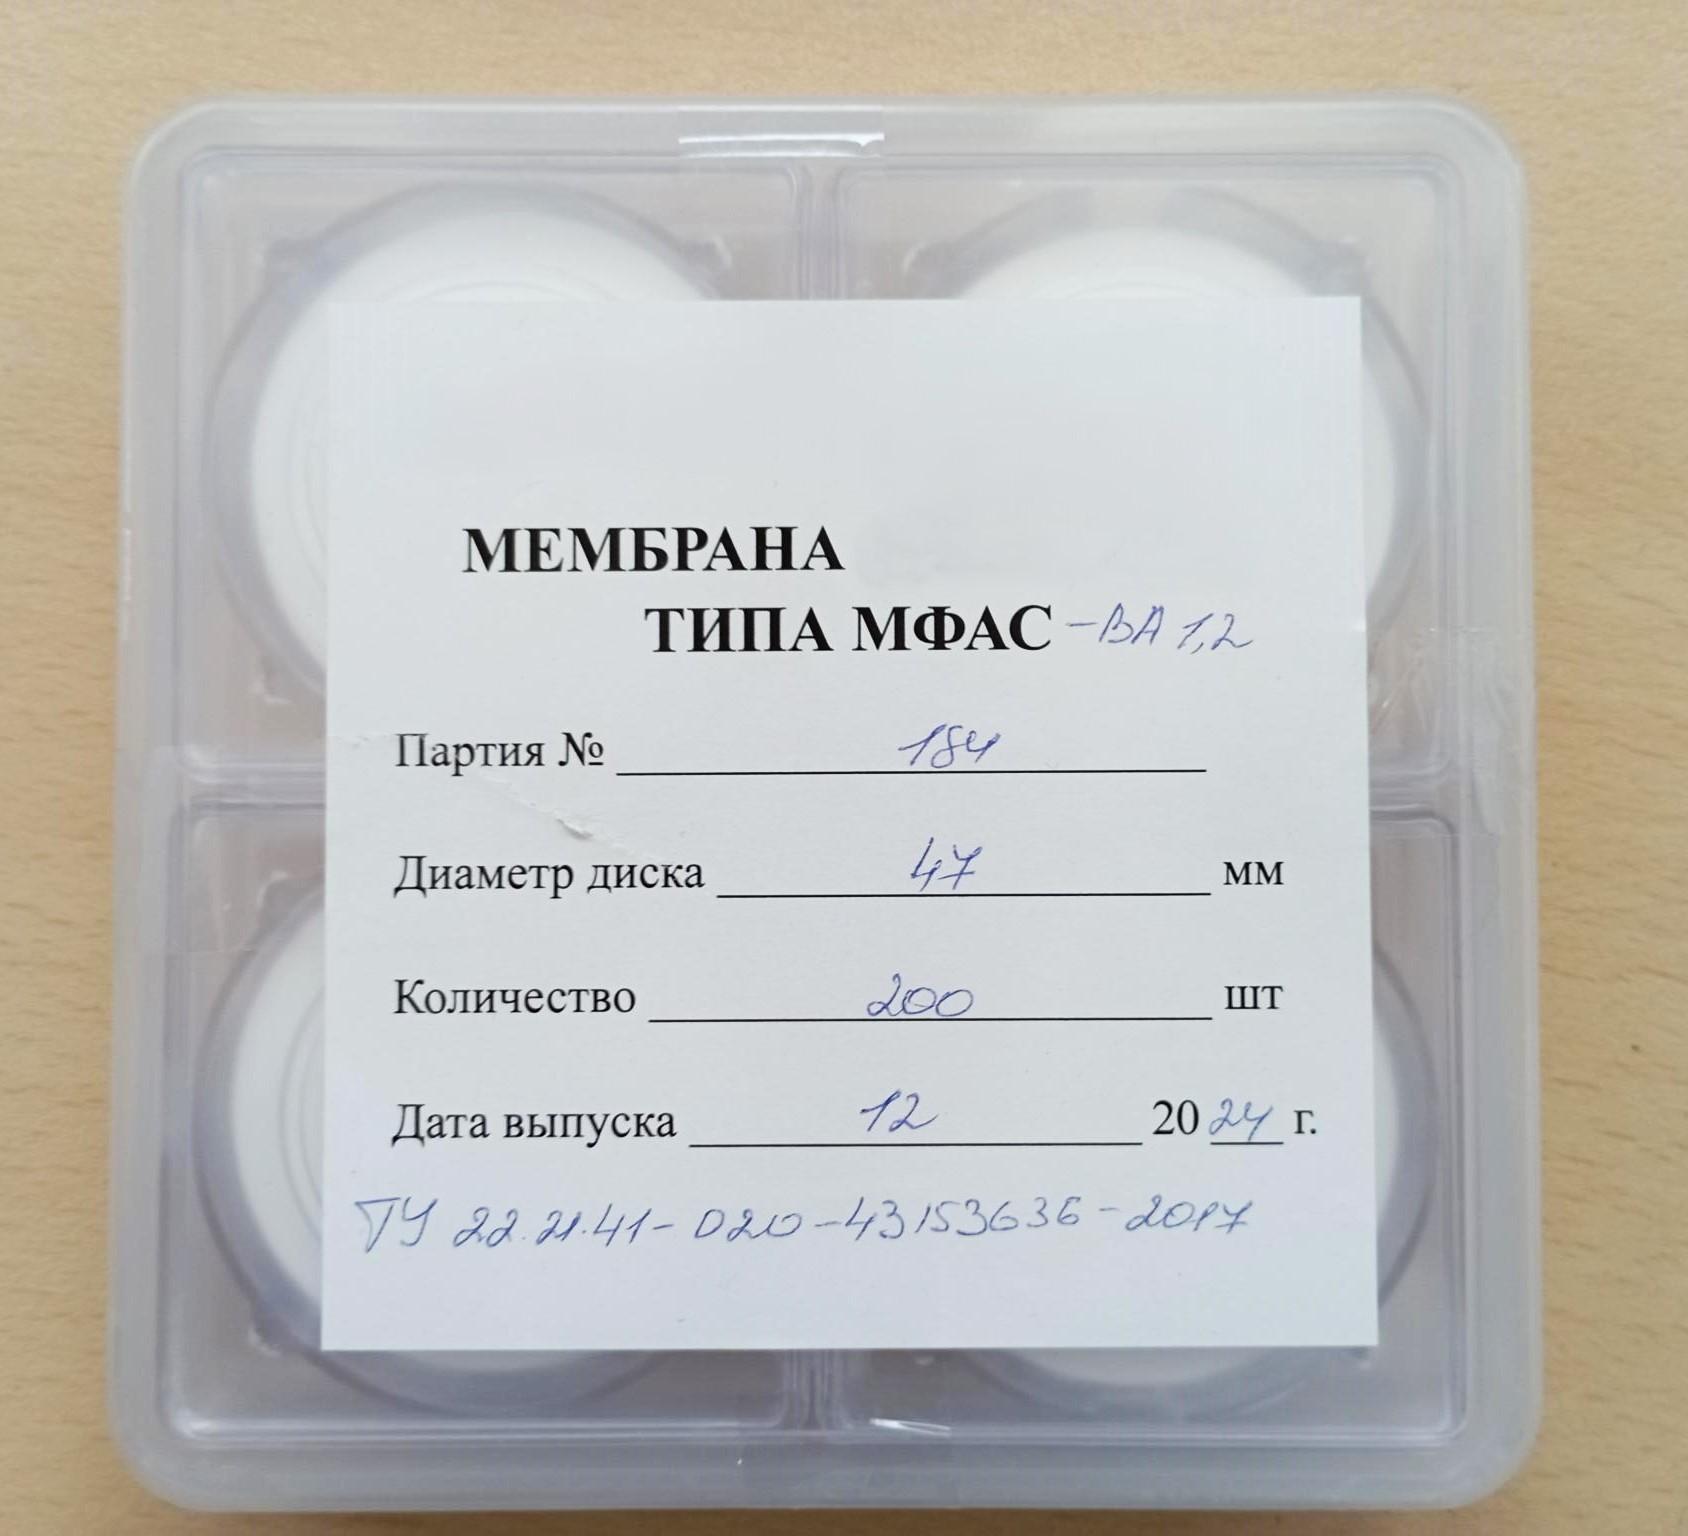 МЕМБРАНА
ТИПА МФАС -ВА 1,2
Партия № 184
Диаметр диска 47 мм
Количество 200 шт
Дата выпуска 12 2024 г.
ТУ 22.21.41-020-43153636-2017